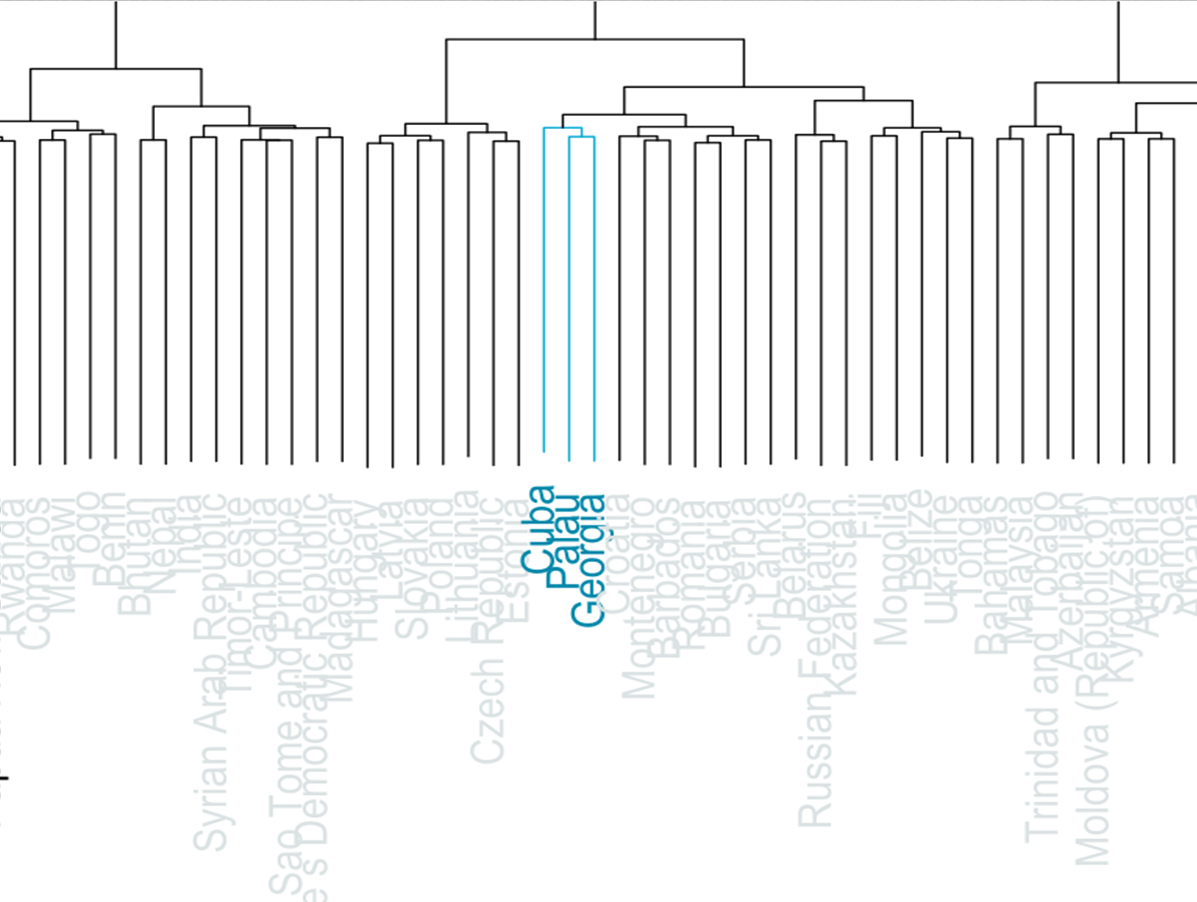 Rwanda
Comoros
Malawi
Togo
Benin
Bhutan
Nepal
India
Syrian Arab Republic
Timor-Leste
Cambodia
Sao Tome and Principe
e's Democratic Republic
Madagascar
Hungary
Latvia
Slovakia
Poland
Lithuania
Czech Republic
Estonia
Cuba
Palau
Georgia
Croatia
Montenegro
Barbados
Romania
Bulgaria
Serbia
Sri Lanka
Belarus
Russian Federation
Kazakhstan
Fiji
Mongolia
Belize
Ukraine
Tonga
Bahamas
Malaysia
Trinidad and Tobago
Azerbaijan
Moldova (Republic of)
Kyrgyzstan
Armenia
Samoa